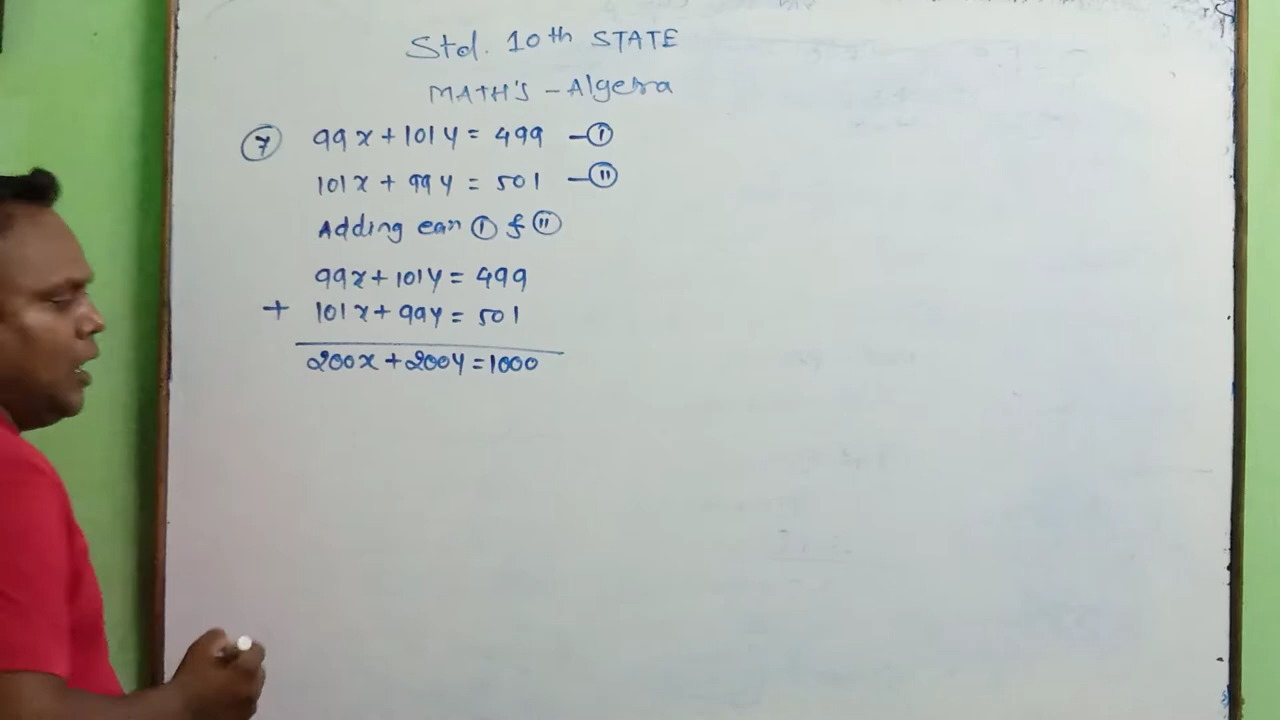 Std. 10th STATE
MATH'S - Algebra
7 99x + 101y = 499 - I
101x + 99y = 501 - II
Adding eqn I & II
99x + 101y = 499
+ 101x + 99y = 501
200x + 200y = 1000